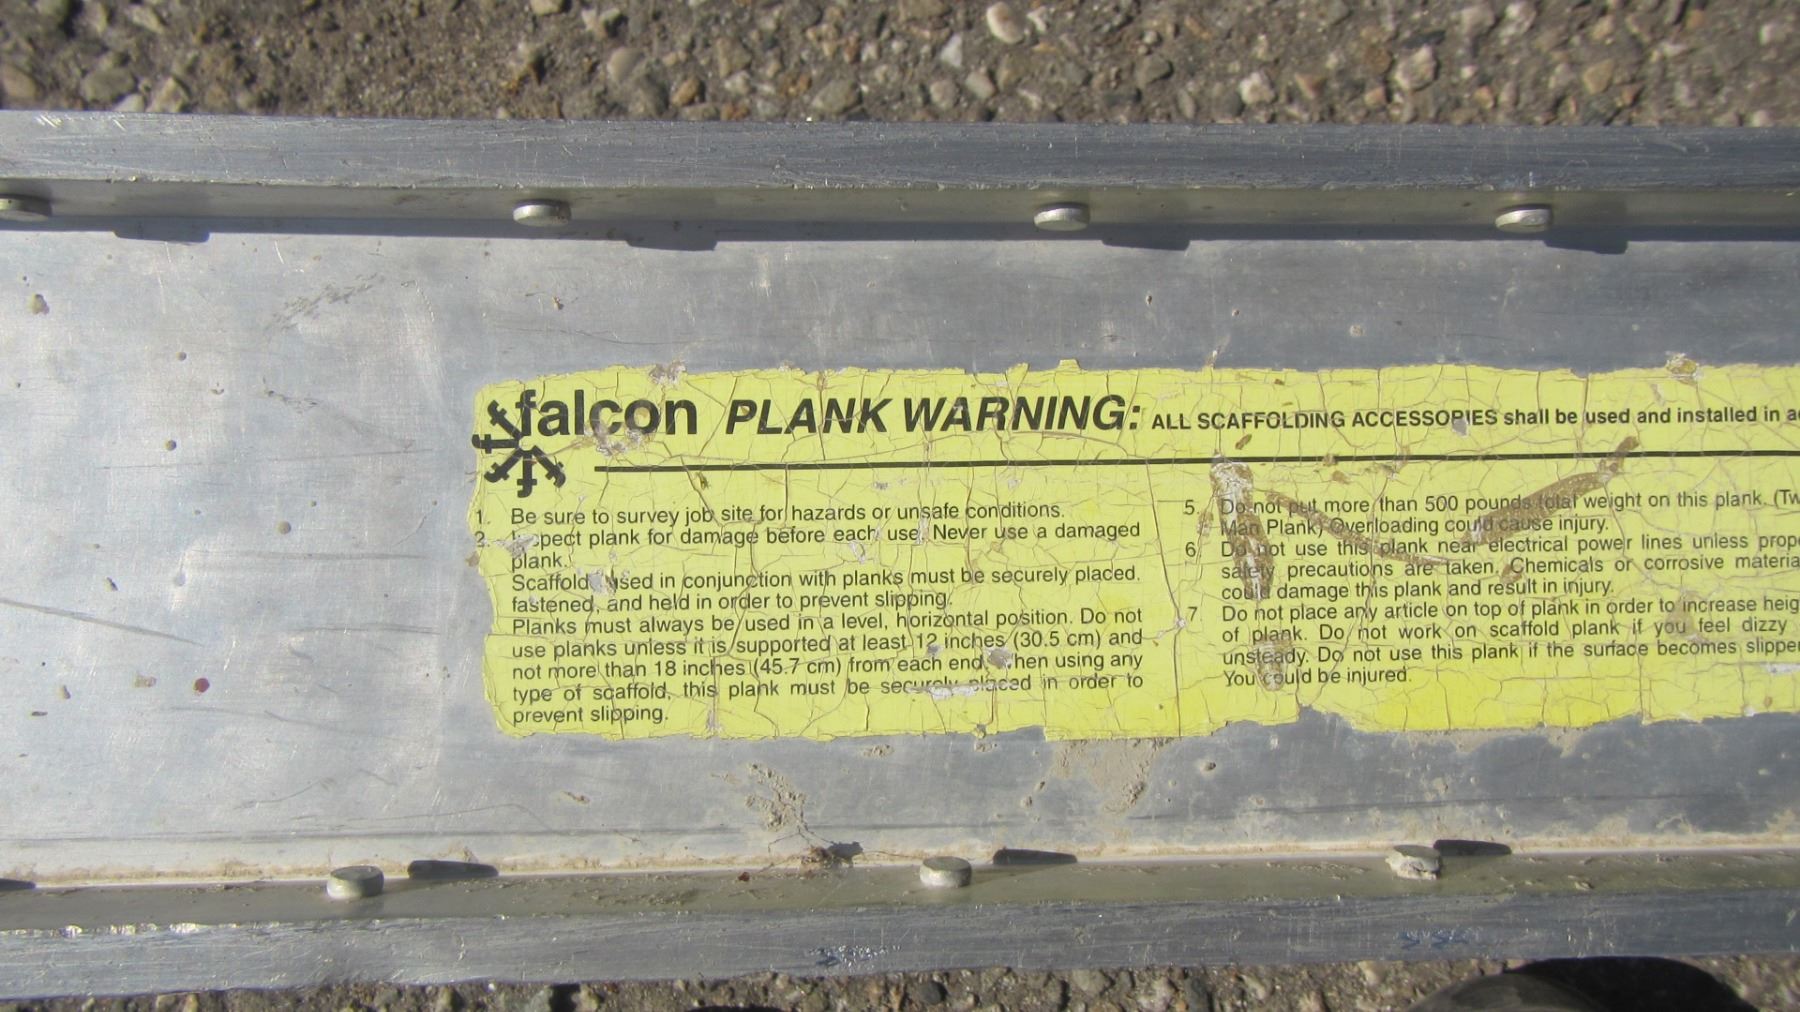 falcon PLANK WARNING: ALL SCAFFOLDING ACCESSORIES shall be used and installed in
1. Be sure to survey job site for hazards or unsafe conditions.
2. Inspect plank for damage before each use. Never use a damaged
plank.
Scaffold used in conjunction with planks must be securely placed.
fastened, and held in order to prevent slipping.
Planks must always be used in a level, horizontal position. Do not
use planks unless it is supported at least 12 inches (30.5 cm) and
not more than 18 inches (45.7 cm) from each end. When using any
type of scaffold, this plank must be securely placed in order to
prevent slipping.
5. Do not put more than 500 pounds total weight on this plank. (Tw
Man Plank) Overloading could cause injury.
6 Do not use this plank near electrical power lines unless prope
safety precautions are taken. Chemicals or corrosive materia
could damage this plank and result in injury.
7. Do not place any article on top of plank in order to increase heig
of plank. Do not work on scaffold plank if you feel dizzy
unsteady. Do not use this plank if the surface becomes slipper
You could be injured.